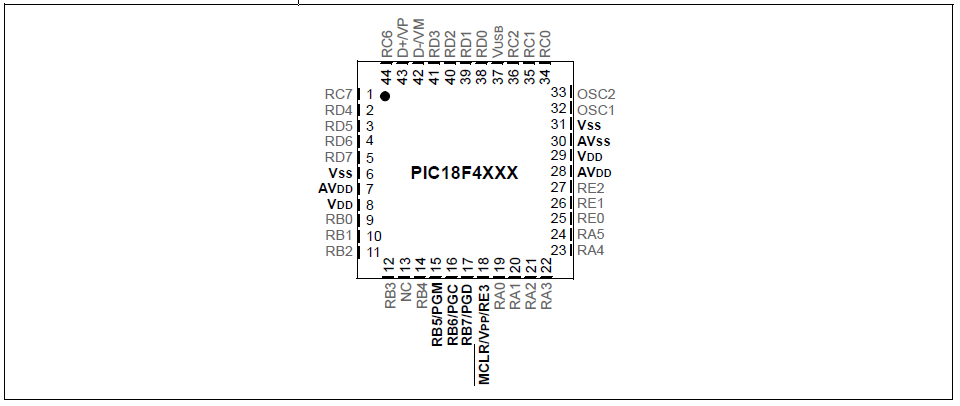 RC6
D+/VP
D-/VM
RD3
RD2
RD1
RD0
VUSB
RC2
RC1
RC0
44
43
42
41
40
39
38
37
36
35
34
RC7 1
RD4 2
RD5 3
RD6 4
RD7 5
VSS 6
AVDD 7
VDD 8
RB0 9
RB1 10
RB2 11
PIC18F4XXX
33 OSC2
32 OSC1
31 VSS
30 AVSS
29 VDD
28 AVDD
27 RE2
26 RE1
25 RE0
24 RA5
23 RA4
12
13
14
15
16
17
18
19
20
21
22
RB3
NC
RB4
RB5/PGM
RB6/PGC
RB7/PGD
MCLR/VPP/RE3
RA0
RA1
RA2
RA3